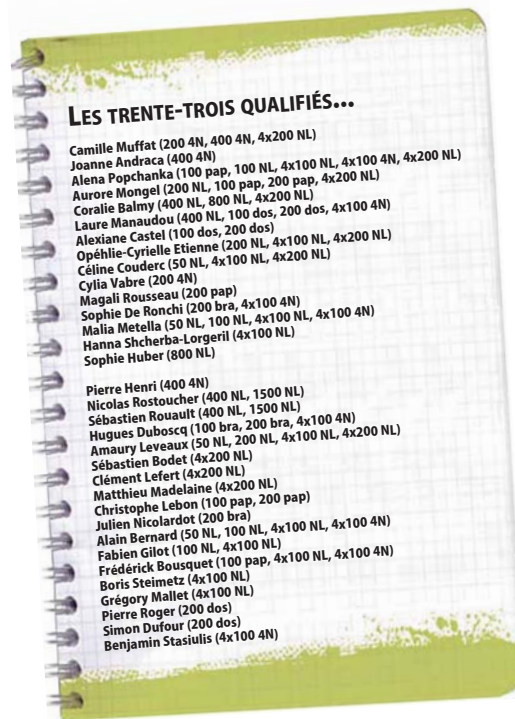 LES TRENTE-TROIS QUALIFIÉS...
Camille Muffat (200 4N, 400 4N, 4x200 NL)
Joanne Andraca (400 4N)
Alena Popchanka (100 pap, 100 NL, 4x100 NL, 4x100 4N, 4x200 NL)
Aurore Mongel (200 NL, 100 pap, 200 pap, 4x200 NL)
Coralie Balmy (400 NL, 800 NL, 4x200 NL)
Laure Manaudou (400 NL, 100 dos, 200 dos, 4x100 4N)
Alexiane Castel (100 dos, 200 dos)
Opéhlie-Cyrielle Etienne (200 NL, 4x100 NL, 4x200 NL)
Céline Couderc (50 NL, 4x100 NL, 4x200 NL)
Cylia Vabre (200 4N)
Magali Rousseau (200 pap)
Sophie De Ronchi (200 bra, 4x100 4N)
Malia Metella (50 NL, 100 NL, 4x100 NL, 4x100 4N)
Hanna Shcherba-Lorgeril (4x100 NL)
Sophie Huber (800 NL)
Pierre Henri (400 4N)
Nicolas Rostoucher (400 NL, 1500 NL)
Sébastien Rouault (400 NL, 1500 NL)
Hugues Duboscq (100 bra, 200 bra, 4x100 4N)
Amaury Leveaux (50 NL, 200 NL, 4x100 NL, 4x200 NL)
Sébastien Bodet (4x200 NL)
Clément Lefert (4x200 NL)
Matthieu Madelaine (4x200 NL)
Christophe Lebon (100 pap, 200 pap)
Julien Nicolardot (200 bra)
Alain Bernard (50 NL, 100 NL, 4x100 NL, 4x100 4N)
Fabien Gilot (100 NL, 4x100 NL)
Frédérick Bousquet (100 pap, 4x100 NL, 4x100 4N)
Boris Steimetz (4x100 NL)
Grégory Mallet (4x100 NL)
Pierre Roger (200 dos)
Simon Dufour (200 dos)
Benjamin Stasiulis (4x100 4N)